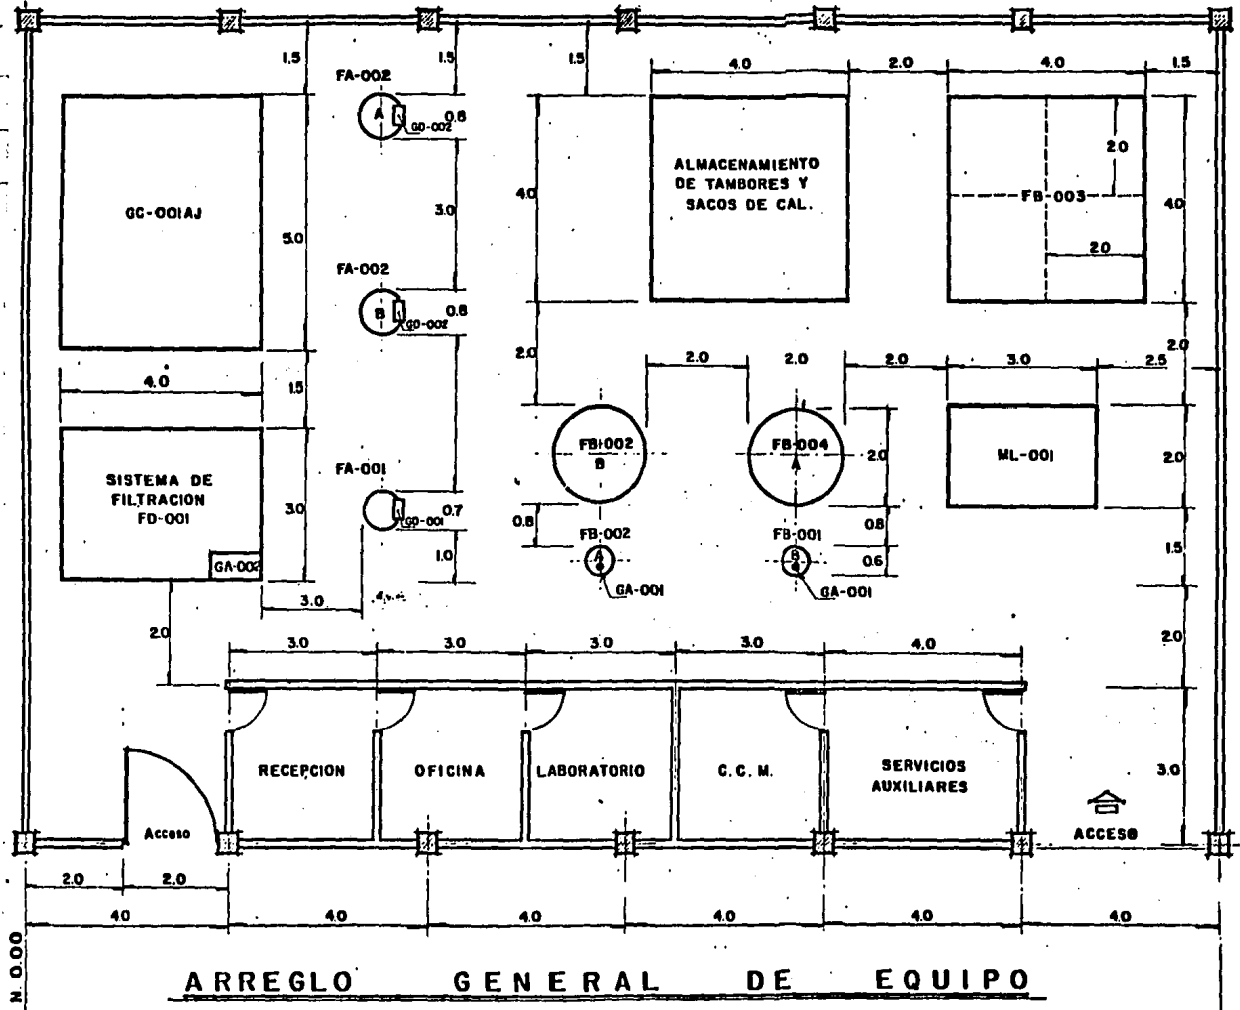 1.5
1.5
1.5
4.0
2.0
4.0
1.5
FA-002
A
GD-002
0.8
GC-001AJ
5.0
3.0
4.0
ALMACENAMIENTO
DE TAMBORES Y
SACOS DE CAL.
FB-003
2.0
2.0
4.0
FA-002
B
GD-002
0.8
2.0
2.0
2.0
2.0
3.0
2.5
2.0
4.0
1.5
SISTEMA DE
FILTRACION
FD-001
GA-002
3.0
FA-001
GD-001
0.7
1.0
3.0
2.0
FB-002
B
FB-004
A
2.0
ML-001
2.0
0.8
0.8
0.6
FB-002
A
GA-001
FB-001
B
GA-001
1.5
2.0
3.0
3.0
3.0
3.0
4.0
RECEPCION
OFICINA
LABORATORIO
C. C. M.
SERVICIOS
AUXILIARES
3.0
Acceso
ACCESO
2.0
2.0
4.0
4.0
4.0
4.0
4.0
4.0
N. 0.00
ARREGLO GENERAL DE EQUIPO